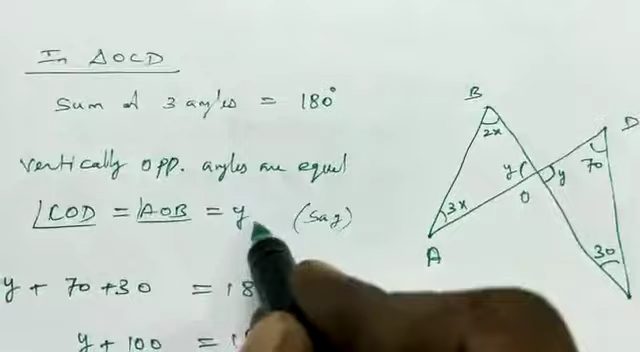 In ΔOCD
Sum of 3 angles = 180°
Vertically opp. angles are equal
∠COD = ∠AOB = y (Say)
y + 70 + 30 = 18
y + 100 = 1
B
2x
D
70
y
y
O
3x
A
30